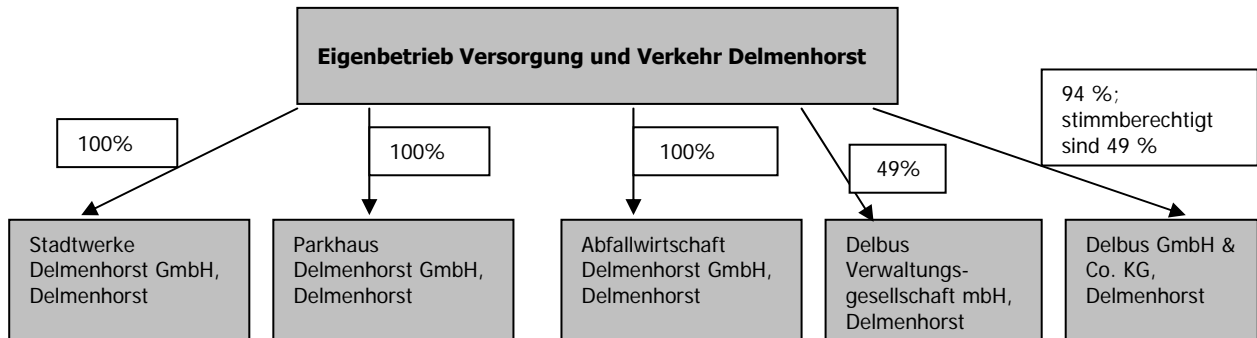 Eigenbetrieb Versorgung und Verkehr Delmenhorst
100%
100%
100%
49%
94 %;
stimmberechtigt
sind 49 %
Stadtwerke
Delmenhorst GmbH,
Delmenhorst
Parkhaus
Delmenhorst GmbH,
Delmenhorst
Abfallwirtschaft
Delmenhorst GmbH,
Delmenhorst
Delbus
Verwaltungs-
gesellschaft mbH,
Delmenhorst
Delbus GmbH &
Co. KG,
Delmenhorst